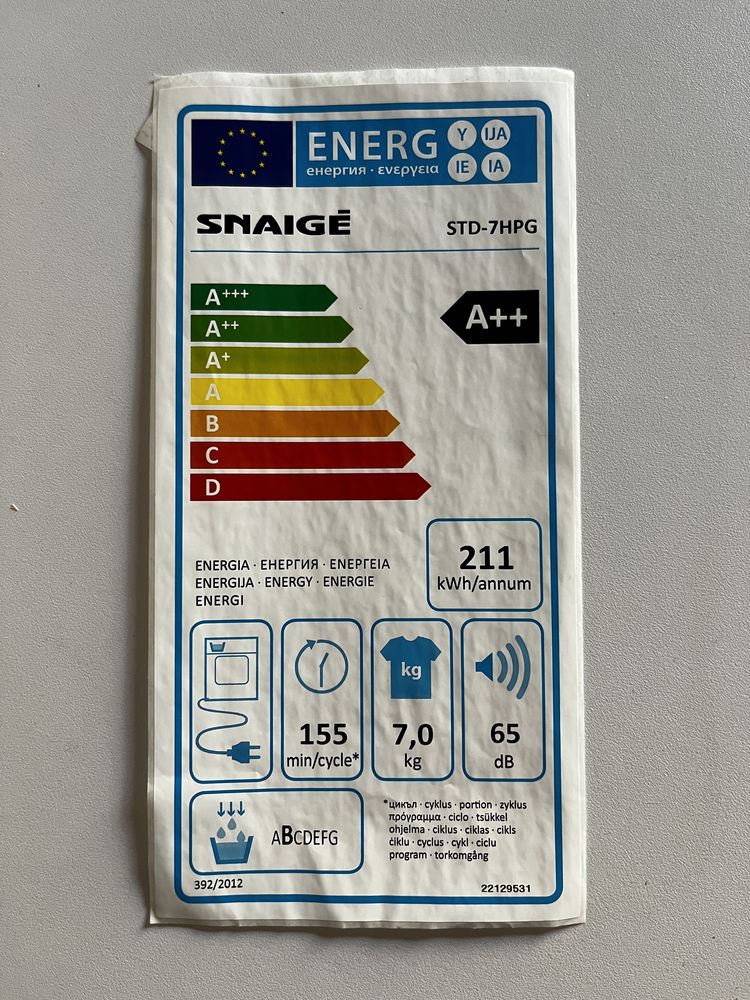 ENERG Y IJA
енергия · ενεργεια IE IA
SNAIGĖ STD-7HPG
A+++
A++
A++
A+
A
B
C
D
211
kWh/annum
ENERGIA · ЕНЕРГИЯ · ΕΝΕΡΓΕΙΑ
ENERGIJA · ENERGY · ENERGIE
ENERGI
155
min/cycle*
kg
7,0
kg
65
dB
ABCDEFG
*цикъл · cyklus · portion · zyklus
πρόγραμμα · ciclo · tsükkel
ohjelma · ciklus · ciklas · cikls
ċiklu · cyclus · cykl · ciclu
program · torkomgång
392/2012
22129531